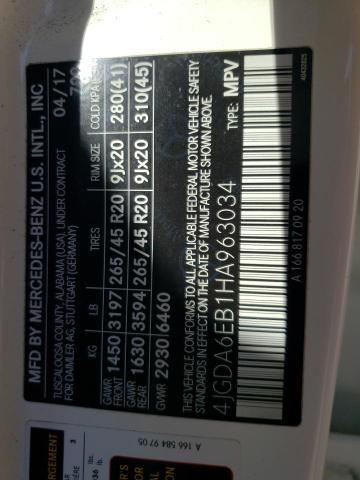 MFD BY MERCEDES-BENZ U.S. INTL., INC 04/17
TUSCALOOSA COUNTY, ALABAMA (USA), UNDER CONTRACT
FOR DAIMLER AG, STUTTGART (GERMANY)
KG LB TIRES RIM SIZE COLD KPA
GAWR FRONT 1450 3197 265/45 R20 9Jx20 280(41)
GAWR REAR 1630 3594 265/45 R20 9Jx20 310(45)
GVWR 2930 6460
THIS VEHICLE CONFORMS TO ALL APPLICABLE FEDERAL MOTOR VEHICLE SAFETY
STANDARDS IN EFFECT ON THE DATE OF MANUFACTURE SHOWN ABOVE.
4JGDA6EB1HA963034 TYPE: MPV
A 166 817 09 20
A 166 584 97 05
3
lbs.